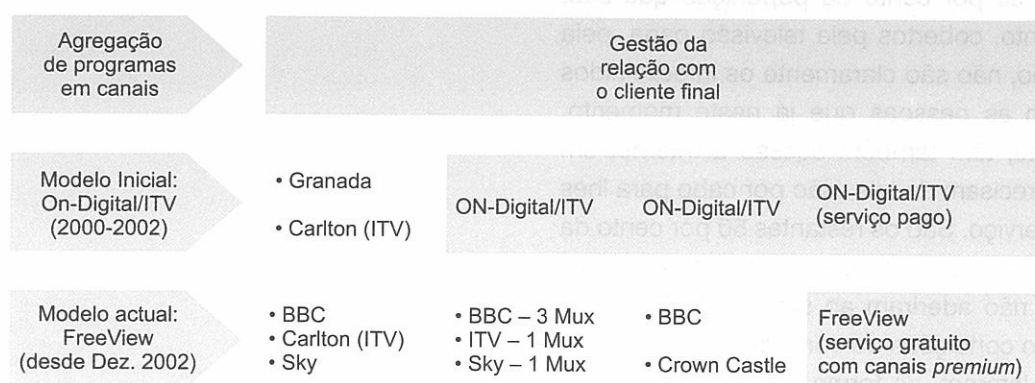 Agregação
de programas
em canais
Gestão da
relação com
o cliente final
Modelo Inicial:
On-Digital/ITV
(2000-2002)
• Granada
• Carlton (ITV)
ON-Digital/ITV
ON-Digital/ITV
ON-Digital/ITV
(serviço pago)
Modelo actual:
FreeView
(desde Dez. 2002)
• BBC
• Carlton (ITV)
• Sky
• BBC – 3 Mux
• ITV – 1 Mux
• Sky – 1 Mux
• BBC
• Crown Castle
FreeView
(serviço gratuito
com canais premium)